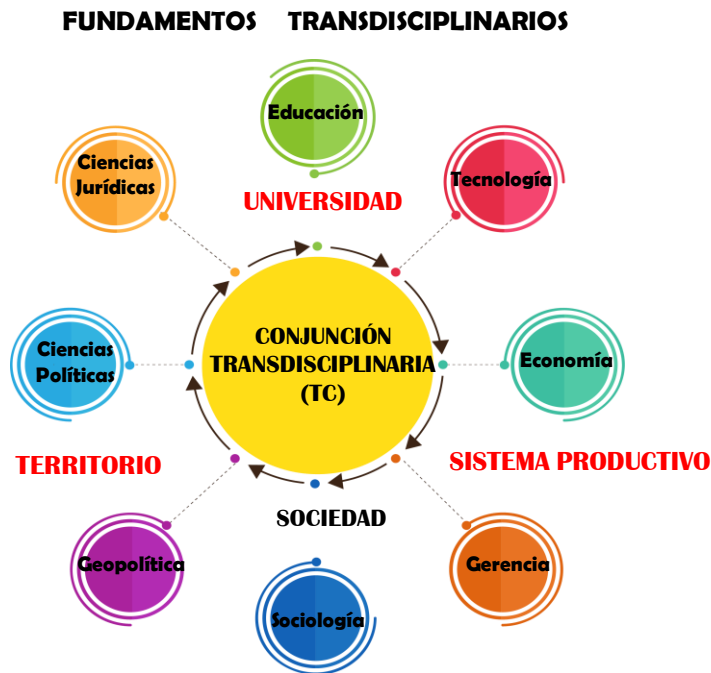 FUNDAMENTOS TRANSDISCIPLINARIOS
Educación
Ciencias
Jurídicas
Tecnología
UNIVERSIDAD
CONJUNCIÓN
TRANSDISCIPLINARIA
(TC)
Ciencias
Políticas
Economía
TERRITORIO
SISTEMA PRODUCTIVO
SOCIEDAD
Geopolítica
Gerencia
Sociología